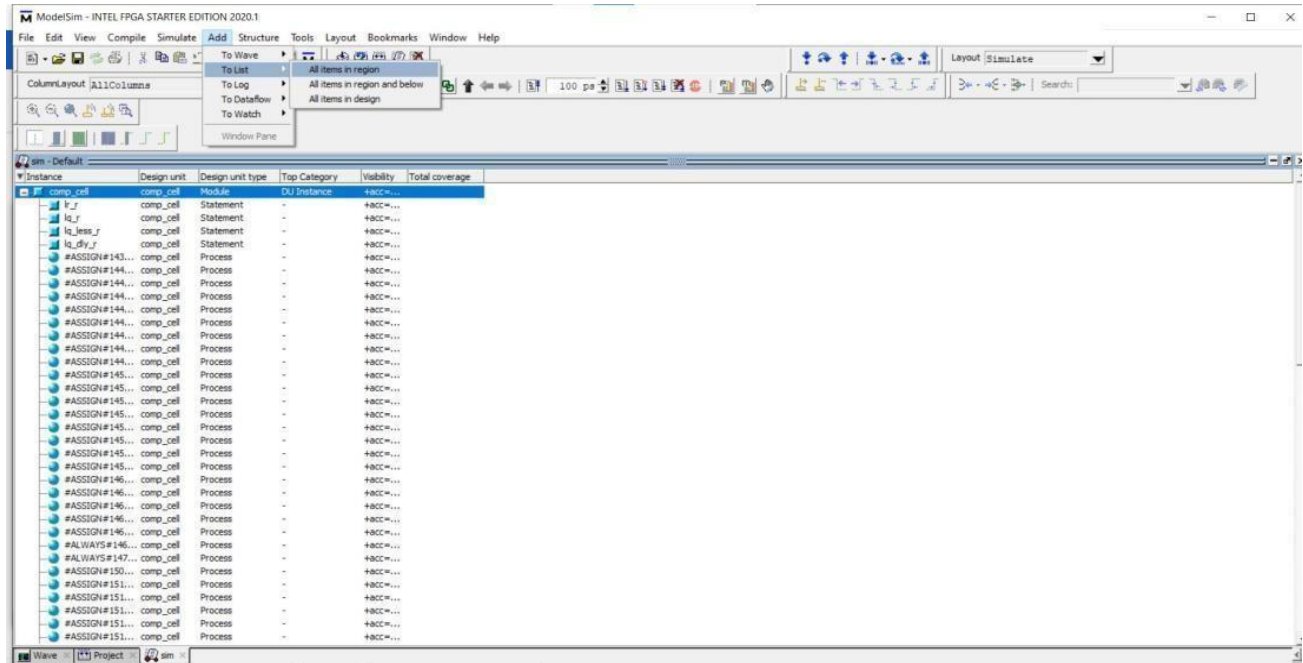 ModelSim - INTEL FPGA STARTER EDITION 2020.1
File Edit View Compile Simulate Add Structure Tools Layout Bookmarks Window Help
To Wave
To List
To Log
To Dataflow
To Watch
Window Pane
All items in region
All items in region and below
All items in design
Layout Simulate
ColumnLayout AllColumns
100 ps
Search:
sim - Default
Instance Design unit Design unit type Top Category Visibility Total coverage
comp_cell comp_cell Module DU Instance +acc=...
lr_r comp_cell Statement - +acc=...
lq_r comp_cell Statement - +acc=...
lq_less_r comp_cell Statement - +acc=...
lq_dly_r comp_cell Statement - +acc=...
#ASSIGN#143... comp_cell Process - +acc=...
#ASSIGN#144... comp_cell Process - +acc=...
#ASSIGN#144... comp_cell Process - +acc=...
#ASSIGN#144... comp_cell Process - +acc=...
#ASSIGN#144... comp_cell Process - +acc=...
#ASSIGN#144... comp_cell Process - +acc=...
#ASSIGN#144... comp_cell Process - +acc=...
#ASSIGN#144... comp_cell Process - +acc=...
#ASSIGN#144... comp_cell Process - +acc=...
#ASSIGN#145... comp_cell Process - +acc=...
#ASSIGN#145... comp_cell Process - +acc=...
#ASSIGN#145... comp_cell Process - +acc=...
#ASSIGN#145... comp_cell Process - +acc=...
#ASSIGN#145... comp_cell Process - +acc=...
#ASSIGN#145... comp_cell Process - +acc=...
#ASSIGN#145... comp_cell Process - +acc=...
#ASSIGN#145... comp_cell Process - +acc=...
#ASSIGN#146... comp_cell Process - +acc=...
#ASSIGN#146... comp_cell Process - +acc=...
#ASSIGN#146... comp_cell Process - +acc=...
#ASSIGN#146... comp_cell Process - +acc=...
#ASSIGN#146... comp_cell Process - +acc=...
#ALWAYS#146... comp_cell Process - +acc=...
#ALWAYS#147... comp_cell Process - +acc=...
#ASSIGN#150... comp_cell Process - +acc=...
#ASSIGN#151... comp_cell Process - +acc=...
#ASSIGN#151... comp_cell Process - +acc=...
#ASSIGN#151... comp_cell Process - +acc=...
#ASSIGN#151... comp_cell Process - +acc=...
#ASSIGN#151... comp_cell Process - +acc=...
Wave Project sim